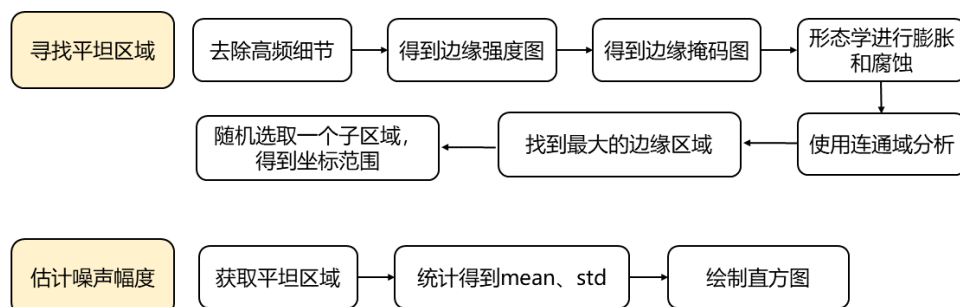 寻找平坦区域
去除高频细节
得到边缘强度图
得到边缘掩码图
形态学进行膨胀
和腐蚀
使用连通域分析
找到最大的边缘区域
随机选取一个子区域，
得到坐标范围
估计噪声幅度
获取平坦区域
统计得到mean、std
绘制直方图